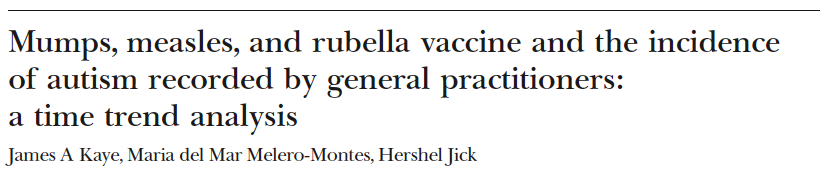 Mumps, measles, and rubella vaccine and the incidence
of autism recorded by general practitioners:
a time trend analysis
James A Kaye, Maria del Mar Melero-Montes, Hershel Jick